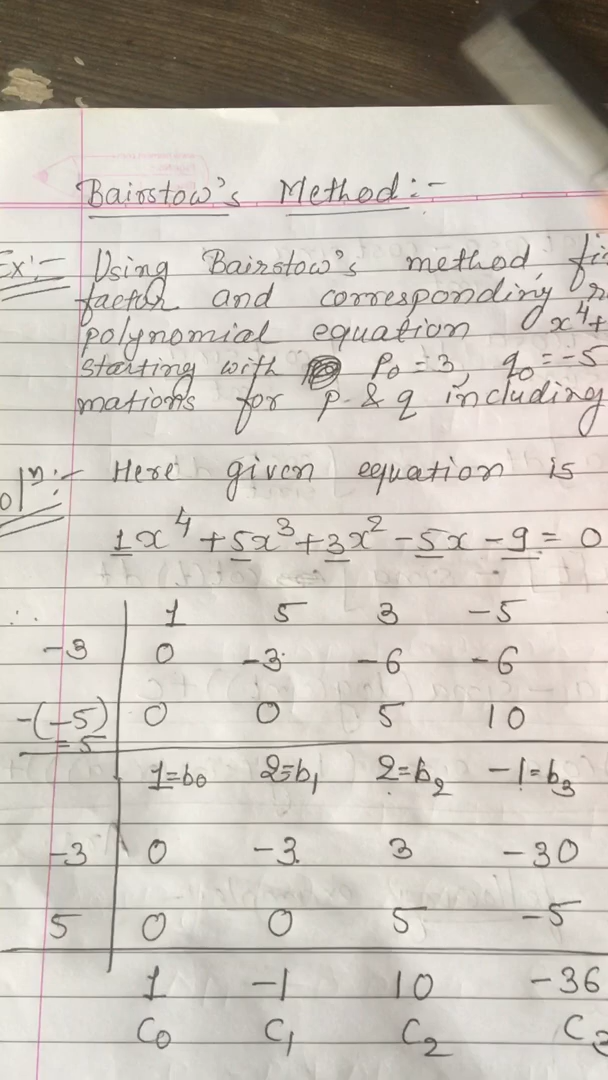 Bairstow's Method :-
Ex :- Using Bairstow's method,
factor and corresponding
polynomial equation x⁴+
starting with p₀ = 3, q₀ = -5
mations for p & q including
Here given equation is
1x⁴ + 5x³ + 3x² - 5x - 9 = 0
∴ 1 5 3 -5
-3 0 -3 -6 -6
-(-5) 0 0 5 10
= 5
1 = b₀ 2 = b₁ 2 = b₂ -1 = b₃
-3 0 -3 3 -30
5 0 0 5 -5
1 -1 10 -36
C₀ C₁ C₂ C₃